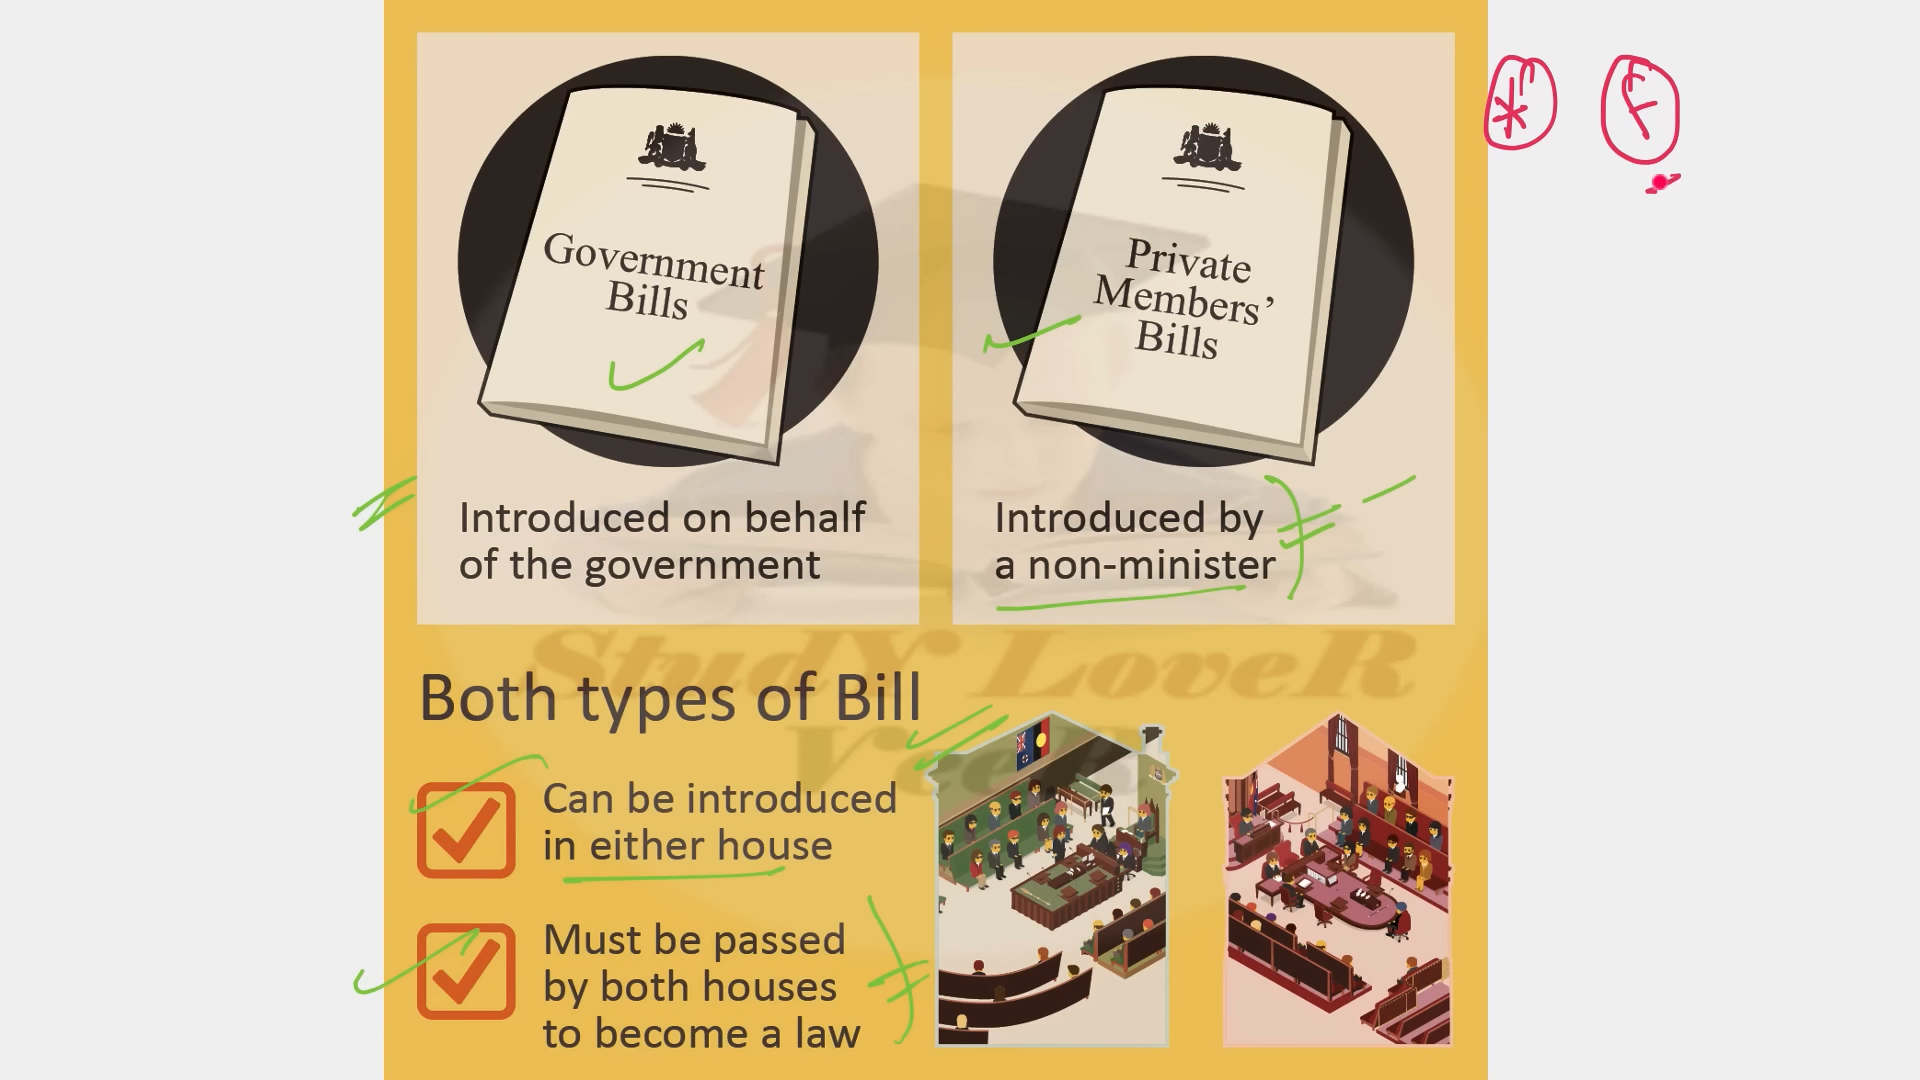 Government
Bills
Introduced on behalf
of the government
Private
Members’
Bills
Introduced by
a non-minister
StudY LoveR
VeeR
Both types of Bill
Can be introduced
in either house
Must be passed
by both houses
to become a law